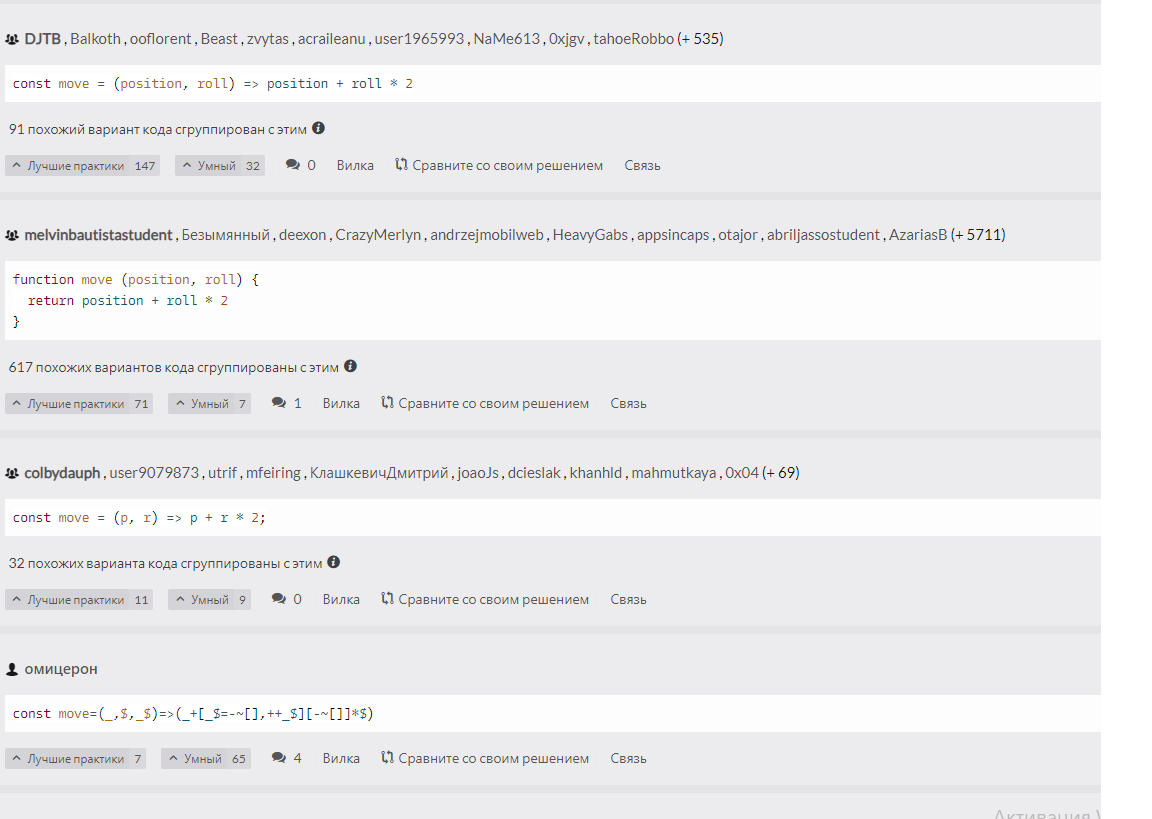 DJTB , Balkoth , ooflorent , Beast , zvytas , acraileanu , user1965993 , NaMe613 , 0xjgv , tahoeRobbo (+ 535)
const move = (position, roll) => position + roll * 2
91 похожий вариант кода сгруппирован с этим
Лучшие практики 147 Умный 32 0 Вилка Сравните со своим решением Связь
melvinbautistastudent , Безымянный , deexon , CrazyMerlyn , andrzejmobilweb , HeavyGabs , appsincaps , otajor , abriljassostudent , AzariasB (+ 5711)
function move (position, roll) {
return position + roll * 2
}
617 похожих вариантов кода сгруппированы с этим
Лучшие практики 71 Умный 7 1 Вилка Сравните со своим решением Связь
colbydauph , user9079873 , utrif , mfeiring , КлашкевичДмитрий , joaoJs , dcieslak , khanhld , mahmutkaya , 0x04 (+ 69)
const move = (p, r) => p + r * 2;
32 похожих варианта кода сгруппированы с этим
Лучшие практики 11 Умный 9 0 Вилка Сравните со своим решением Связь
омицерон
const move=(_,$,_$)=>(_+[_$=-~[],++_$][-~[]]*$)
Лучшие практики 7 Умный 65 4 Вилка Сравните со своим решением Связь
Активация